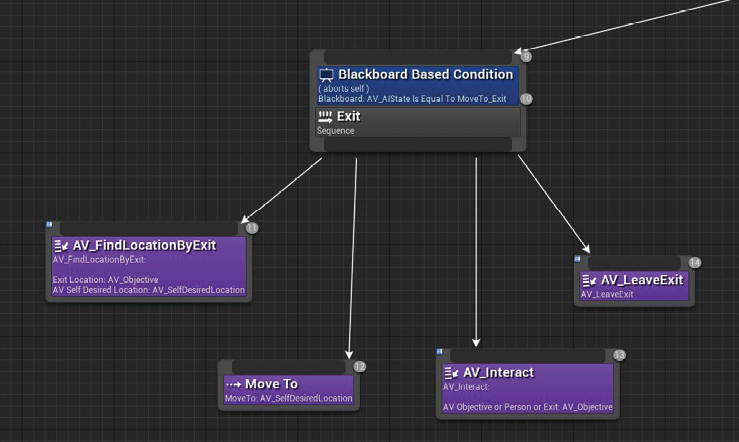 9
Blackboard Based Condition
( aborts self )
Blackboard: AV_AIState Is Equal To MoveTo_Exit
10
Exit
Sequence
11
AV_FindLocationByExit
AV_FindLocationByExit:
Exit Location: AV_Objective
AV Self Desired Location: AV_SelfDesiredLocation
14
AV_LeaveExit
AV_LeaveExit
12
Move To
MoveTo: AV_SelfDesiredLocation
13
AV_Interact
AV_Interact:
AV Objective or Person or Exit: AV_Objective